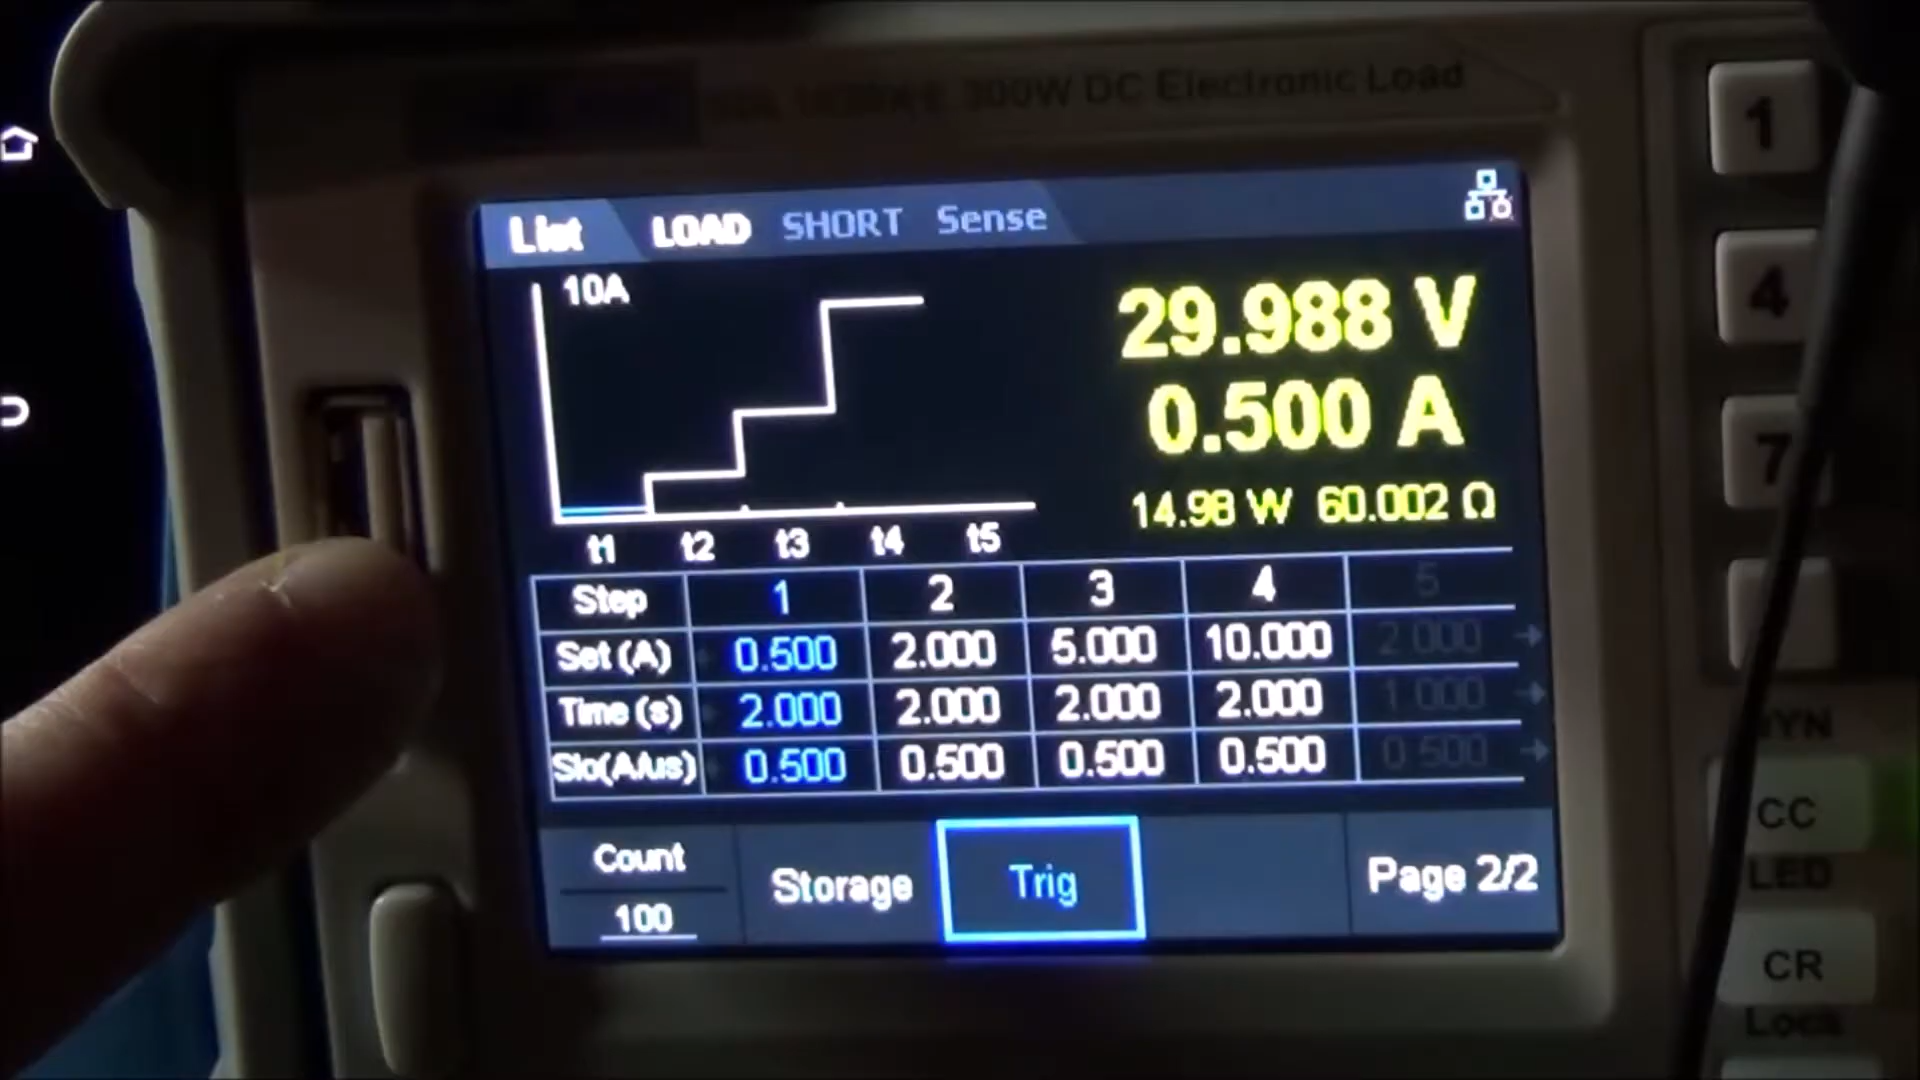 300W DC Electronic Load
List LOAD SHORT Sense
10A
29.988 V
0.500 A
14.98 W 60.002 Ω
t1 t2 t3 t4 t5
Step 1 2 3 4 5
Set (A) 0.500 2.000 5.000 10.000 2.000
Time (s) 2.000 2.000 2.000 2.000 1.000
Slo(A/us) 0.500 0.500 0.500 0.500 0.500
Count
100
Storage
Trig
Page 2/2
1
4
7
CC
LED
CR
Lock